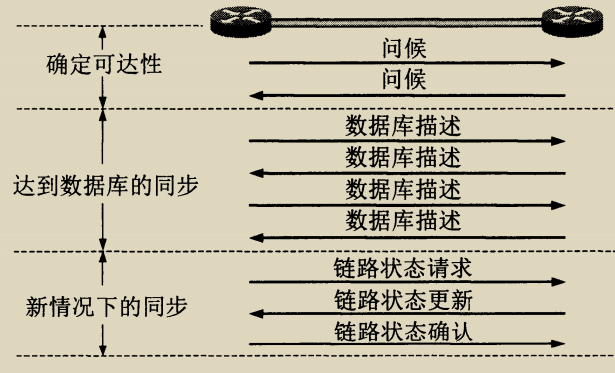 问候
确定可达性
问候
数据库描述
数据库描述
达到数据库的同步
数据库描述
数据库描述
链路状态请求
新情况下的同步
链路状态更新
链路状态确认